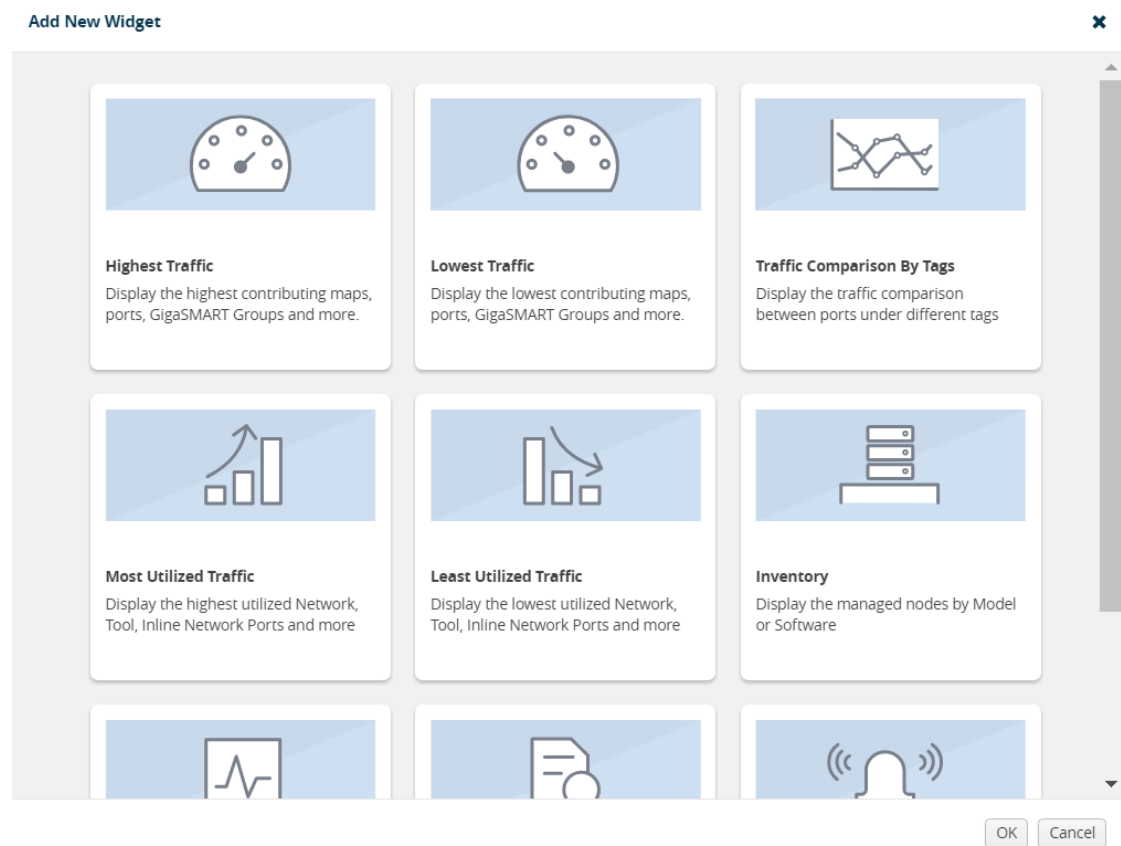 Add New Widget
Highest Traffic
Display the highest contributing maps,
ports, GigaSMART Groups and more.
Lowest Traffic
Display the lowest contributing maps,
ports, GigaSMART Groups and more.
Traffic Comparison By Tags
Display the traffic comparison
between ports under different tags
Most Utilized Traffic
Display the highest utilized Network,
Tool, Inline Network Ports and more
Least Utilized Traffic
Display the lowest utilized Network,
Tool, Inline Network Ports and more
Inventory
Display the managed nodes by Model
or Software
OK
Cancel